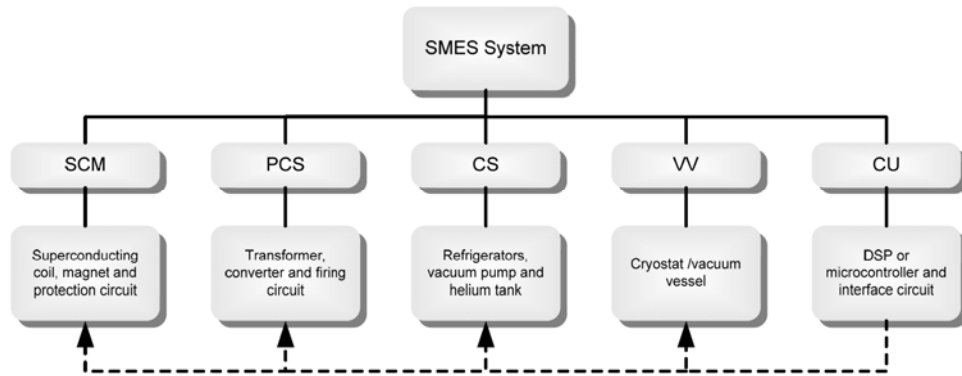 SMES System
SCM
PCS
CS
VV
CU
Superconducting
coil, magnet and
protection circuit
Transformer,
converter and firing
circuit
Refrigerators,
vacuum pump and
helium tank
Cryostat /vacuum
vessel
DSP or
microcontroller and
interface circuit